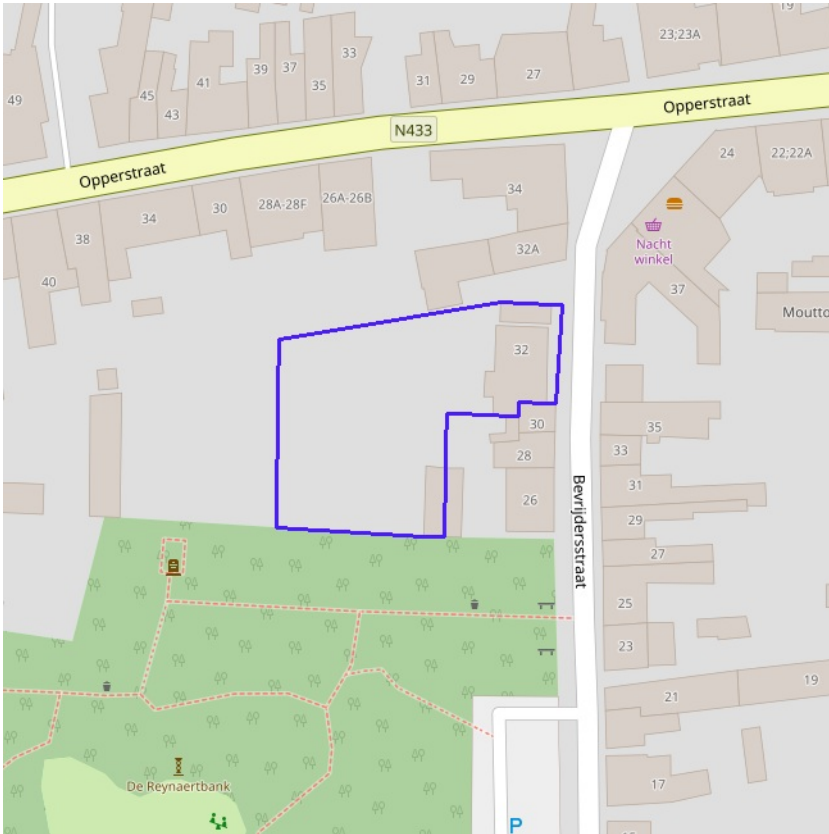 23;23A
19
33
41
39
37
35
31
29
27
45
43
49
N433
Opperstraat
Opperstraat
24
22;22A
34
26A-26B
28A-28F
30
34
38
40
32A
Nacht
winkel
37
Moutto
32
30
28
26
35
33
31
29
27
25
23
Bevrijdersstraat
21
19
17
De Reynaertbank
P